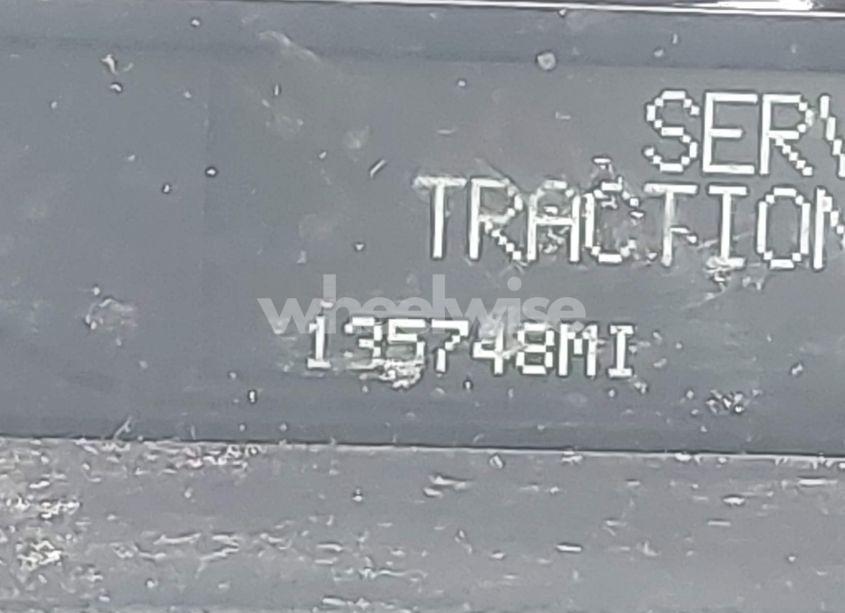 SERV
TRACTION
wheelwise
135748MI